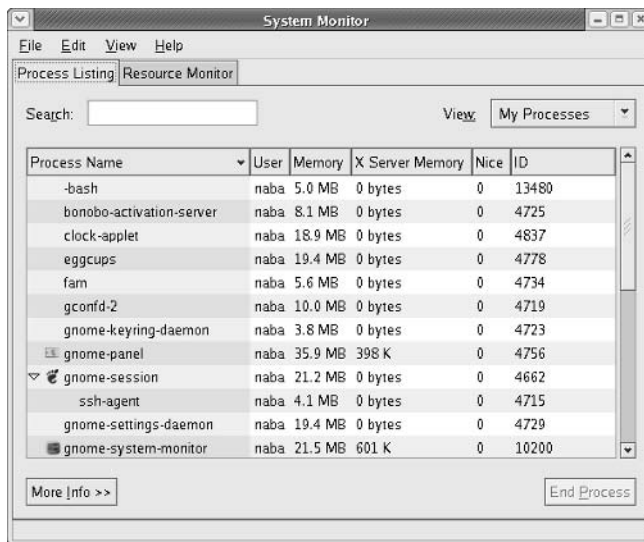 System Monitor
File Edit View Help
Process Listing Resource Monitor
Search: View: My Processes
Process Name User Memory X Server Memory Nice ID
-bash naba 5.0 MB 0 bytes 0 13480
bonobo-activation-server naba 8.1 MB 0 bytes 0 4725
clock-applet naba 18.9 MB 0 bytes 0 4837
eggcups naba 19.4 MB 0 bytes 0 4778
fam naba 5.6 MB 0 bytes 0 4734
gconfd-2 naba 10.0 MB 0 bytes 0 4719
gnome-keyring-daemon naba 3.8 MB 0 bytes 0 4723
gnome-panel naba 35.9 MB 398 K 0 4756
gnome-session naba 21.2 MB 0 bytes 0 4662
ssh-agent naba 4.1 MB 0 bytes 0 4715
gnome-settings-daemon naba 19.4 MB 0 bytes 0 4729
gnome-system-monitor naba 21.5 MB 601 K 0 10200
More Info >> End Process